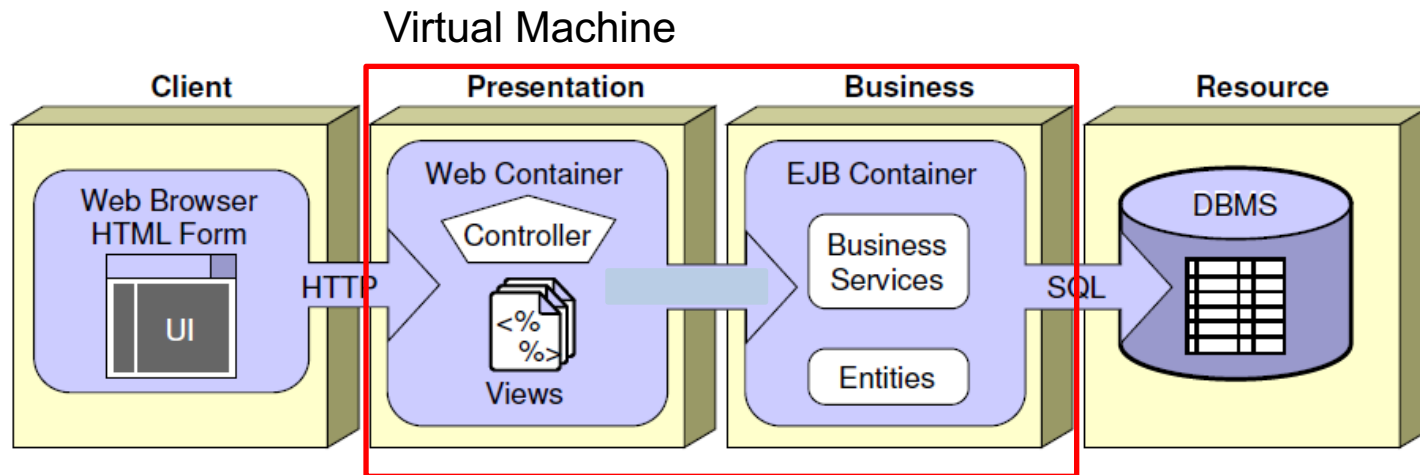 Virtual Machine
Client
Presentation
Business
Resource
Web Browser
HTML Form
UI
HTTP
Web Container
Controller
<%
%>
Views
EJB Container
Business
Services
Entities
SQL
DBMS